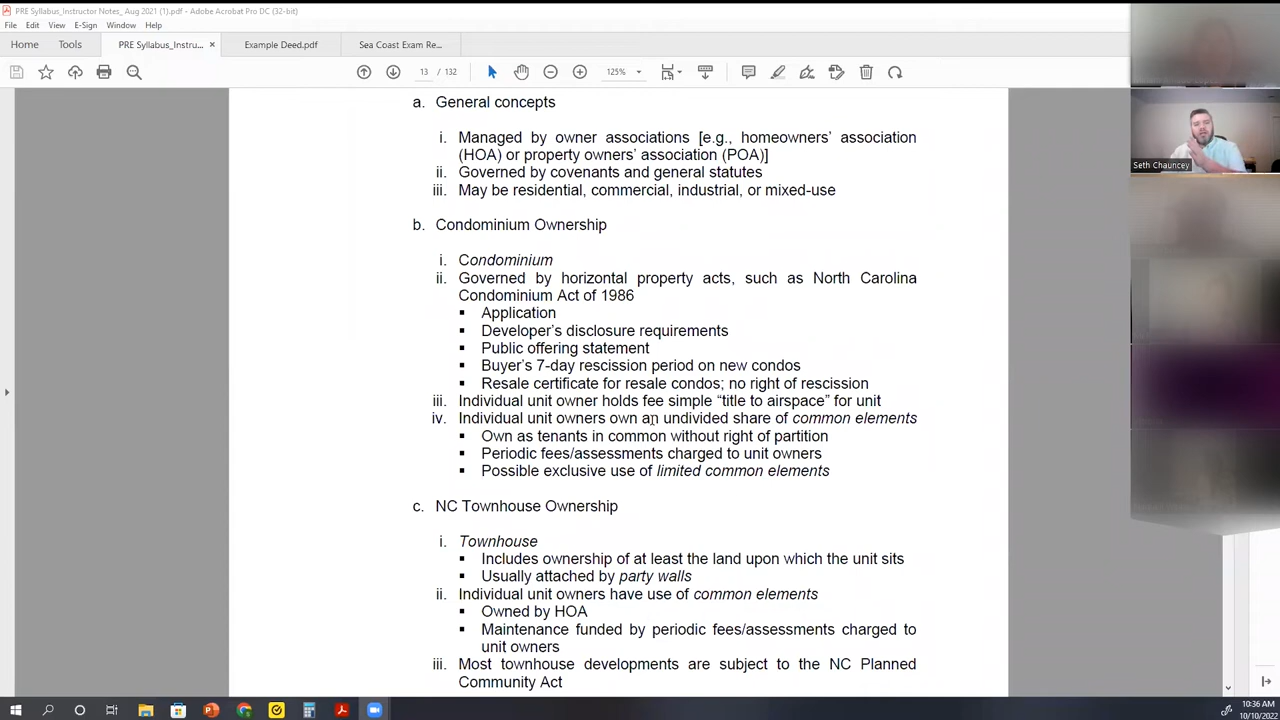 PRE Syllabus_Instructor Notes_ Aug 2021 (1).pdf - Adobe Acrobat Pro DC (32-bit)
File Edit View E-Sign Window Help
Home Tools PRE Syllabus_Instru... × Example Deed.pdf Sea Coast Exam Re...
13 / 132 125%
a. General concepts
i. Managed by owner associations [e.g., homeowners' association
(HOA) or property owners' association (POA)]
ii. Governed by covenants and general statutes
iii. May be residential, commercial, industrial, or mixed-use
b. Condominium Ownership
i. Condominium
ii. Governed by horizontal property acts, such as North Carolina
Condominium Act of 1986
▪ Application
▪ Developer's disclosure requirements
▪ Public offering statement
▪ Buyer's 7-day rescission period on new condos
▪ Resale certificate for resale condos; no right of rescission
iii. Individual unit owner holds fee simple "title to airspace" for unit
iv. Individual unit owners own an undivided share of common elements
▪ Own as tenants in common without right of partition
▪ Periodic fees/assessments charged to unit owners
▪ Possible exclusive use of limited common elements
c. NC Townhouse Ownership
i. Townhouse
▪ Includes ownership of at least the land upon which the unit sits
▪ Usually attached by party walls
ii. Individual unit owners have use of common elements
▪ Owned by HOA
▪ Maintenance funded by periodic fees/assessments charged to
unit owners
iii. Most townhouse developments are subject to the NC Planned
Community Act
Seth Chauncey
10:36 AM
10/10/2022